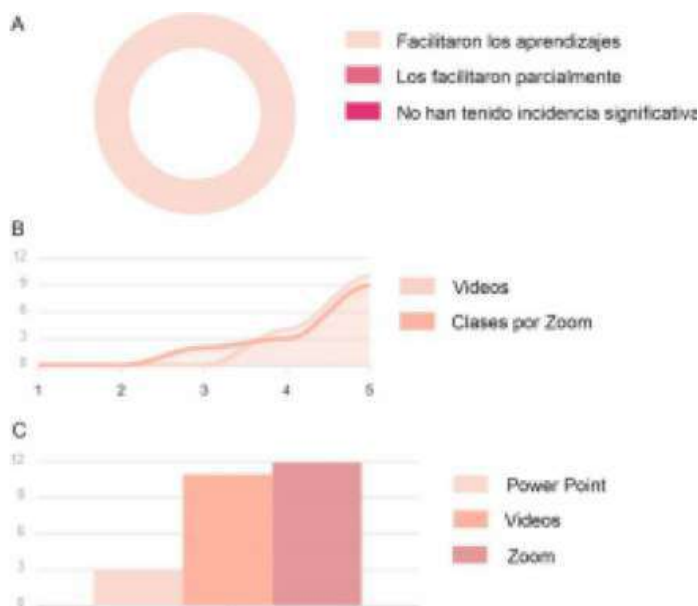 A
Facilitaron los aprendizajes
Los facilitaron parcialmente
No han tenido incidencia significativa
B
12
9
6
3
0
1 2 3 4 5
Videos
Clases por Zoom
C
12
9
6
3
0
Power Point
Videos
Zoom